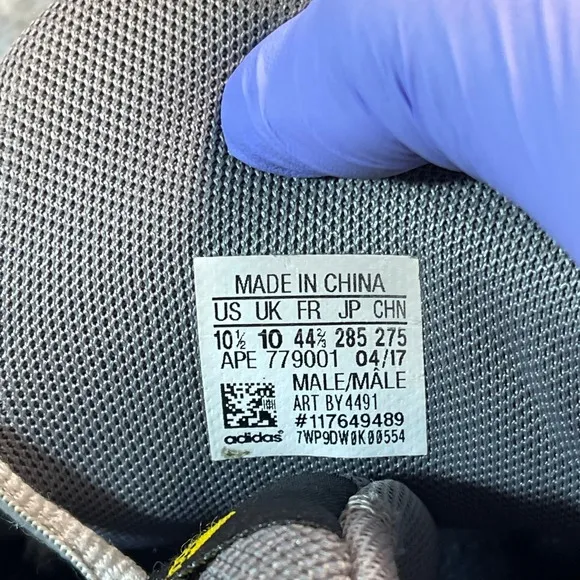 MADE IN CHINA
US UK FR JP CHN
10½ 10 44⅔ 285 275
APE 779001 04/17
MALE/MÂLE
ART BY4491
#117649489
adidas 7WP9DW0K00554